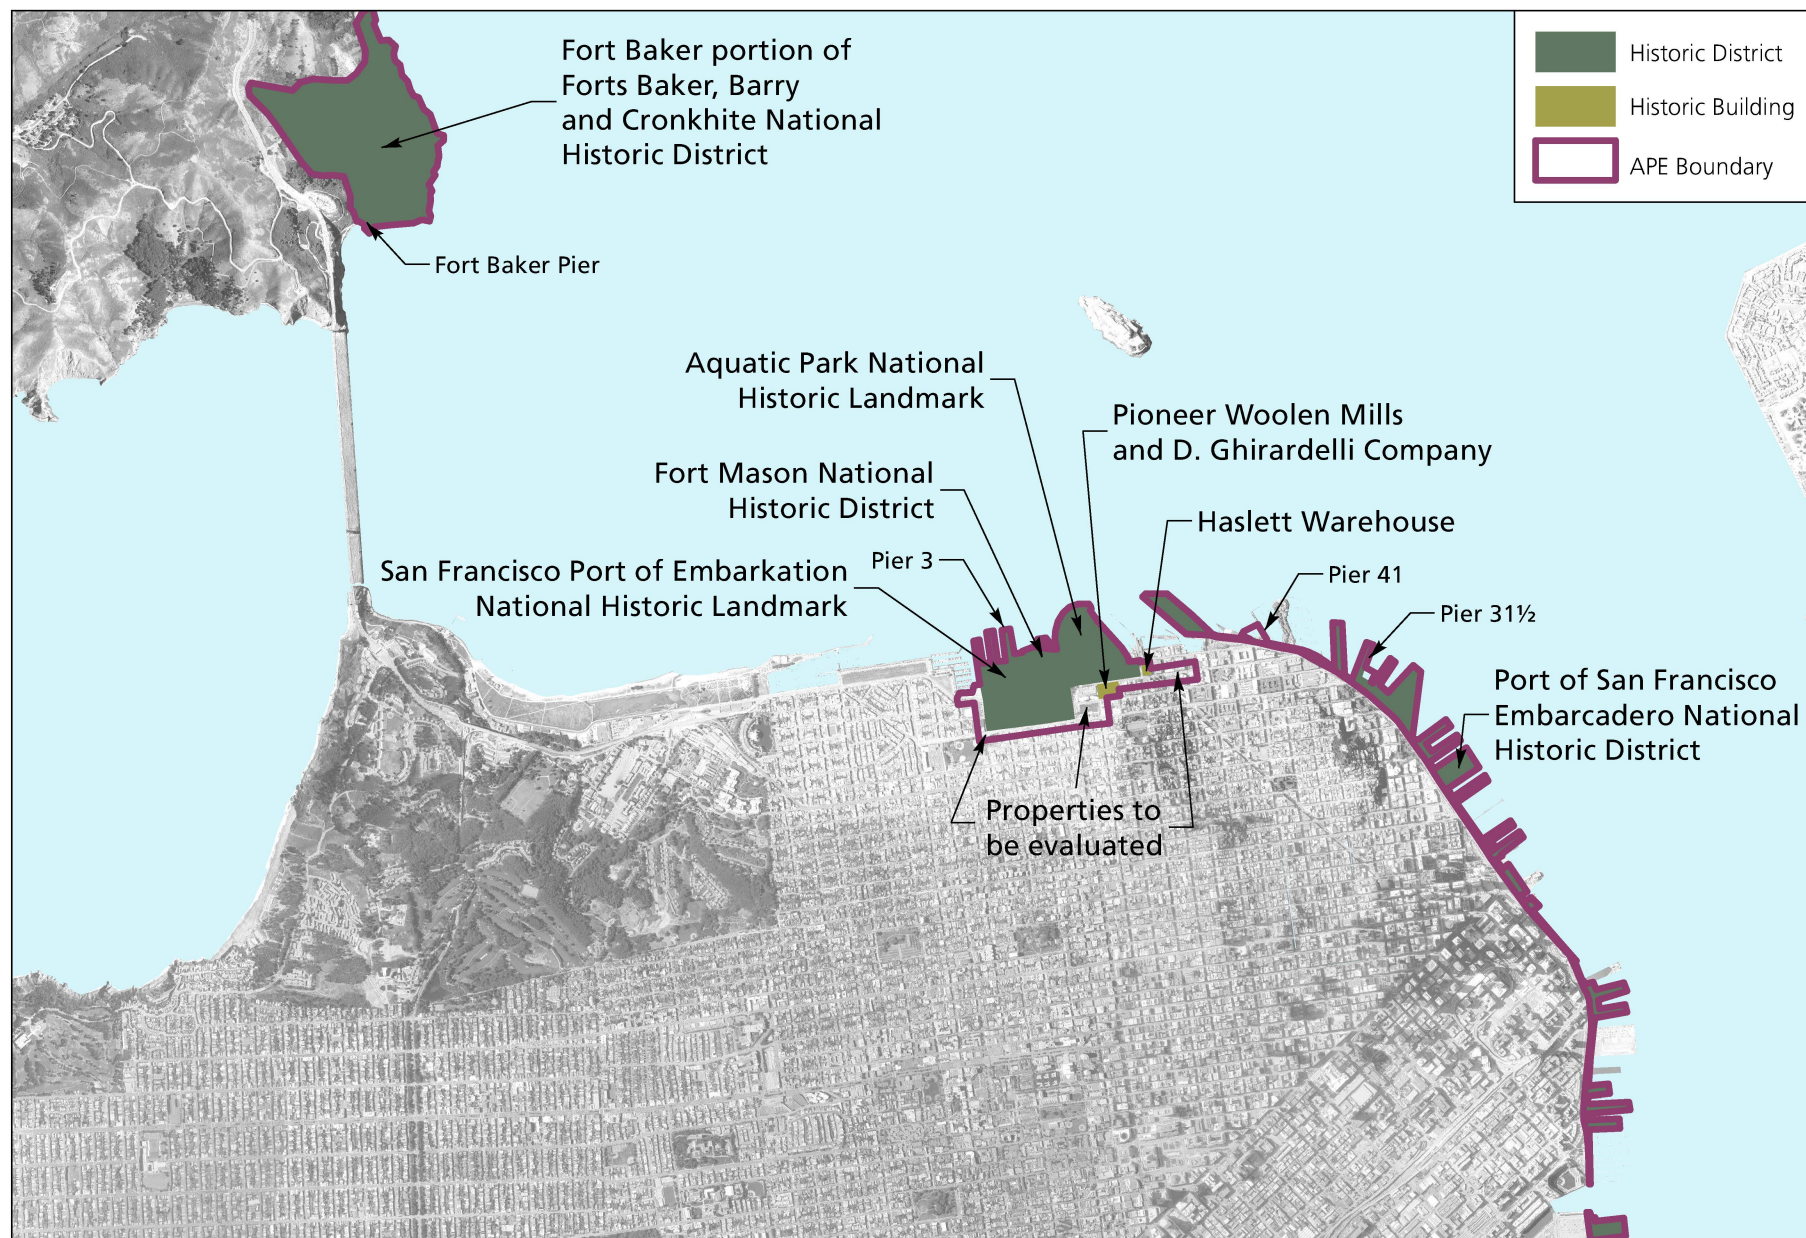 Fort Baker portion of
Forts Baker, Barry
and Cronkhite National
Historic District
Historic District
Historic Building
APE Boundary
Fort Baker Pier
Aquatic Park National
Historic Landmark
Pioneer Woolen Mills
and D. Ghirardelli Company
Fort Mason National
Historic District
Haslett Warehouse
Pier 3
San Francisco Port of Embarkation
National Historic Landmark
Pier 41
Pier 31½
Port of San Francisco
Embarcadero National
Historic District
Properties to
be evaluated